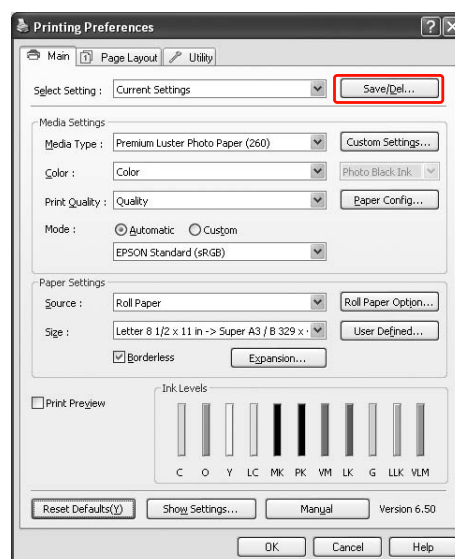 Printing Preferences
Main Page Layout Utility
Select Setting : Current Settings Save/Del...
Media Settings
Media Type : Premium Luster Photo Paper (260) Custom Settings...
Color : Color Photo Black Ink
Print Quality : Quality Paper Config...
Mode : Automatic Custom
EPSON Standard (sRGB)
Paper Settings
Source : Roll Paper Roll Paper Option...
Size : Letter 8 1/2 x 11 in -> Super A3 / B 329 x User Defined...
Borderless Expansion...
Print Preview Ink Levels
C O Y LC MK PK VM LK G LLK VLM
Reset Defaults(Y) Show Settings... Manual Version 6.50
OK Cancel Help